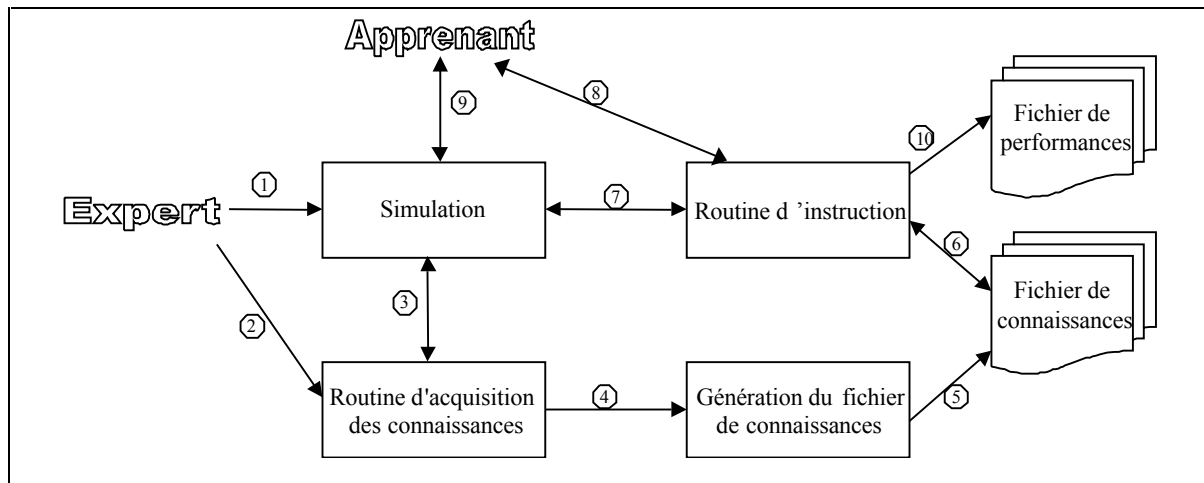 Apprenant
9
8
Fichier de
performances
10
1
Expert
Simulation
7
Routine d ’instruction
6
Fichier de
connaissances
3
2
Routine d'acquisition
des connaissances
4
Génération du fichier
de connaissances
5